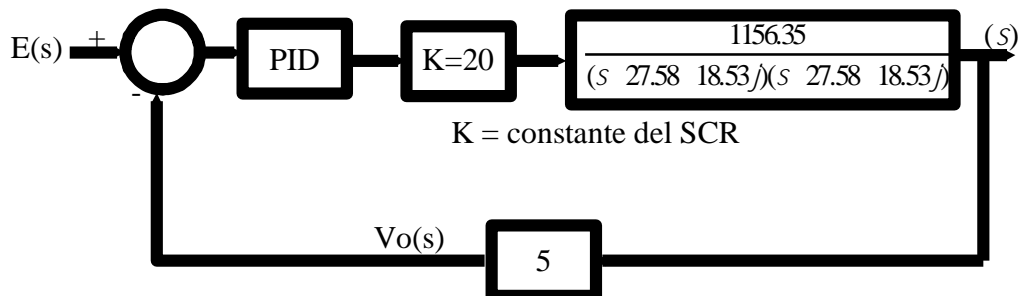 E(s)
+
-
PID
K=20
1156.35
(s 27.58 18.53j)(s 27.58 18.53j)
(s)
K = constante del SCR
Vo(s)
5